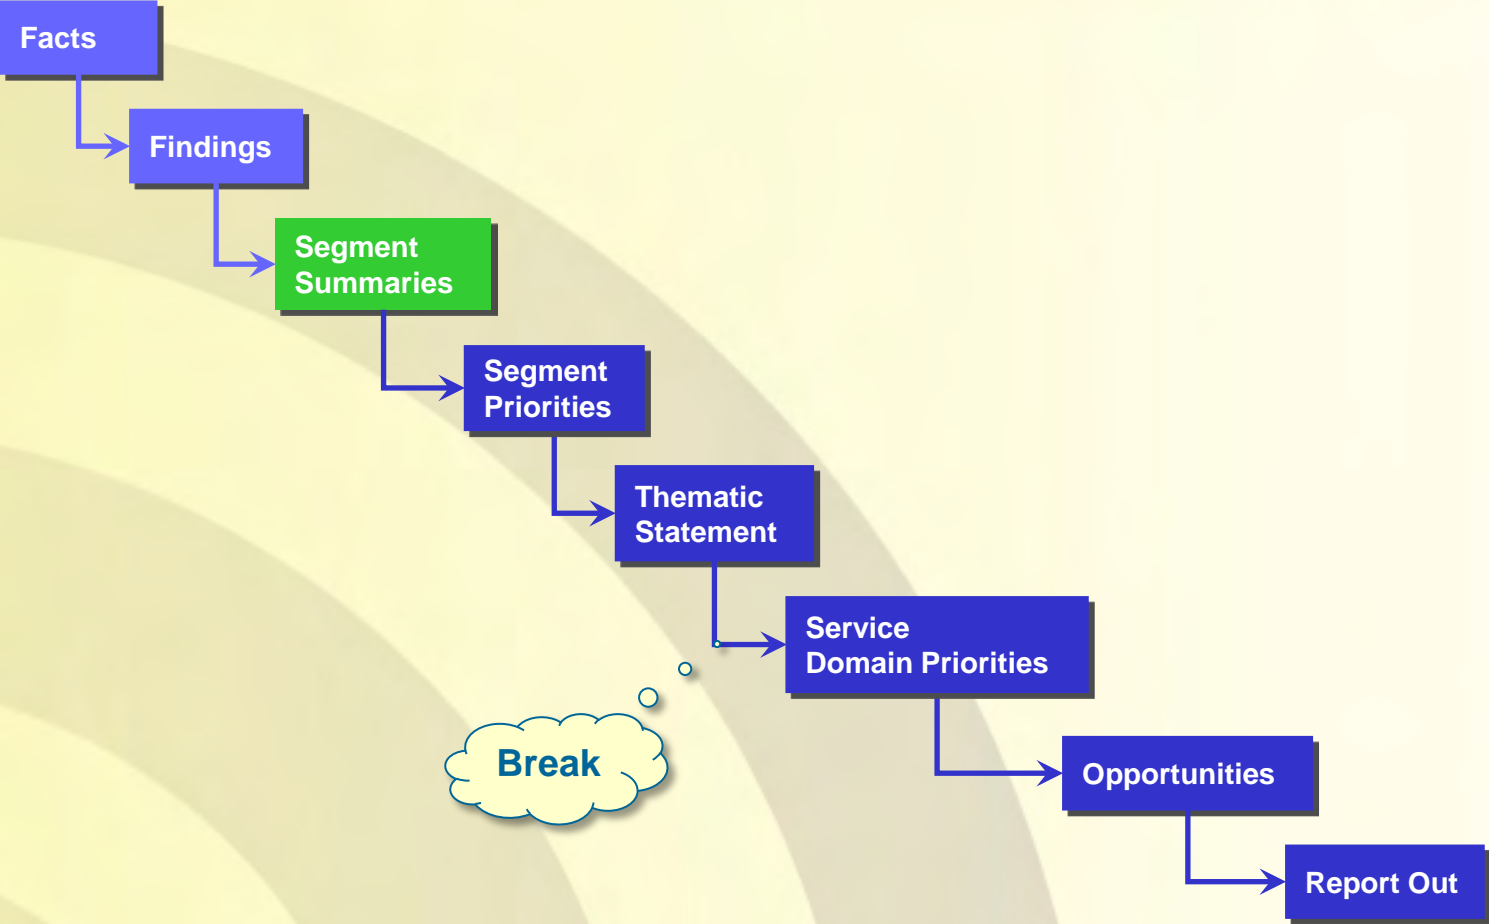 Facts
Findings
Segment
Summaries
Segment
Priorities
Thematic
Statement
Service
Domain Priorities
Break
Opportunities
Report Out